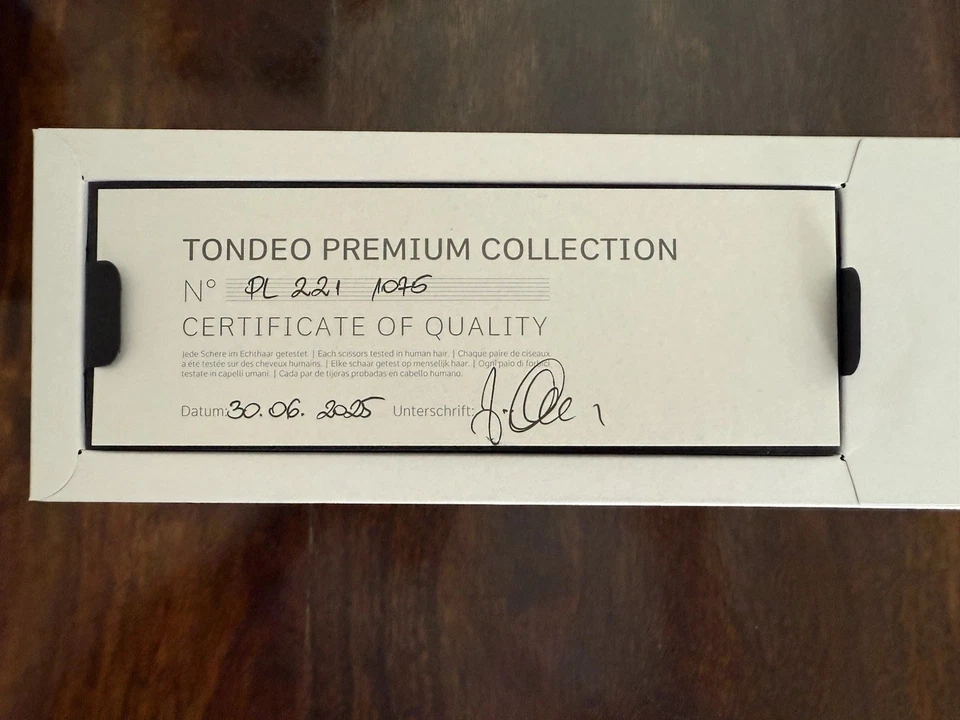 TONDEO PREMIUM COLLECTION
N° PL 221 1076
CERTIFICATE OF QUALITY
Jede Schere im Echthaar getestet. | Each scissors tested in human hair. | Chaque paire de ciseaux
a été testée sur des cheveux humains. | Elke schaar getest op menselijk haar. | Ogni paio di forbici
testate in capelli umani. | Cada par de tijeras probadas en cabello humano.
Datum: 30. 06. 2025 Unterschrift: